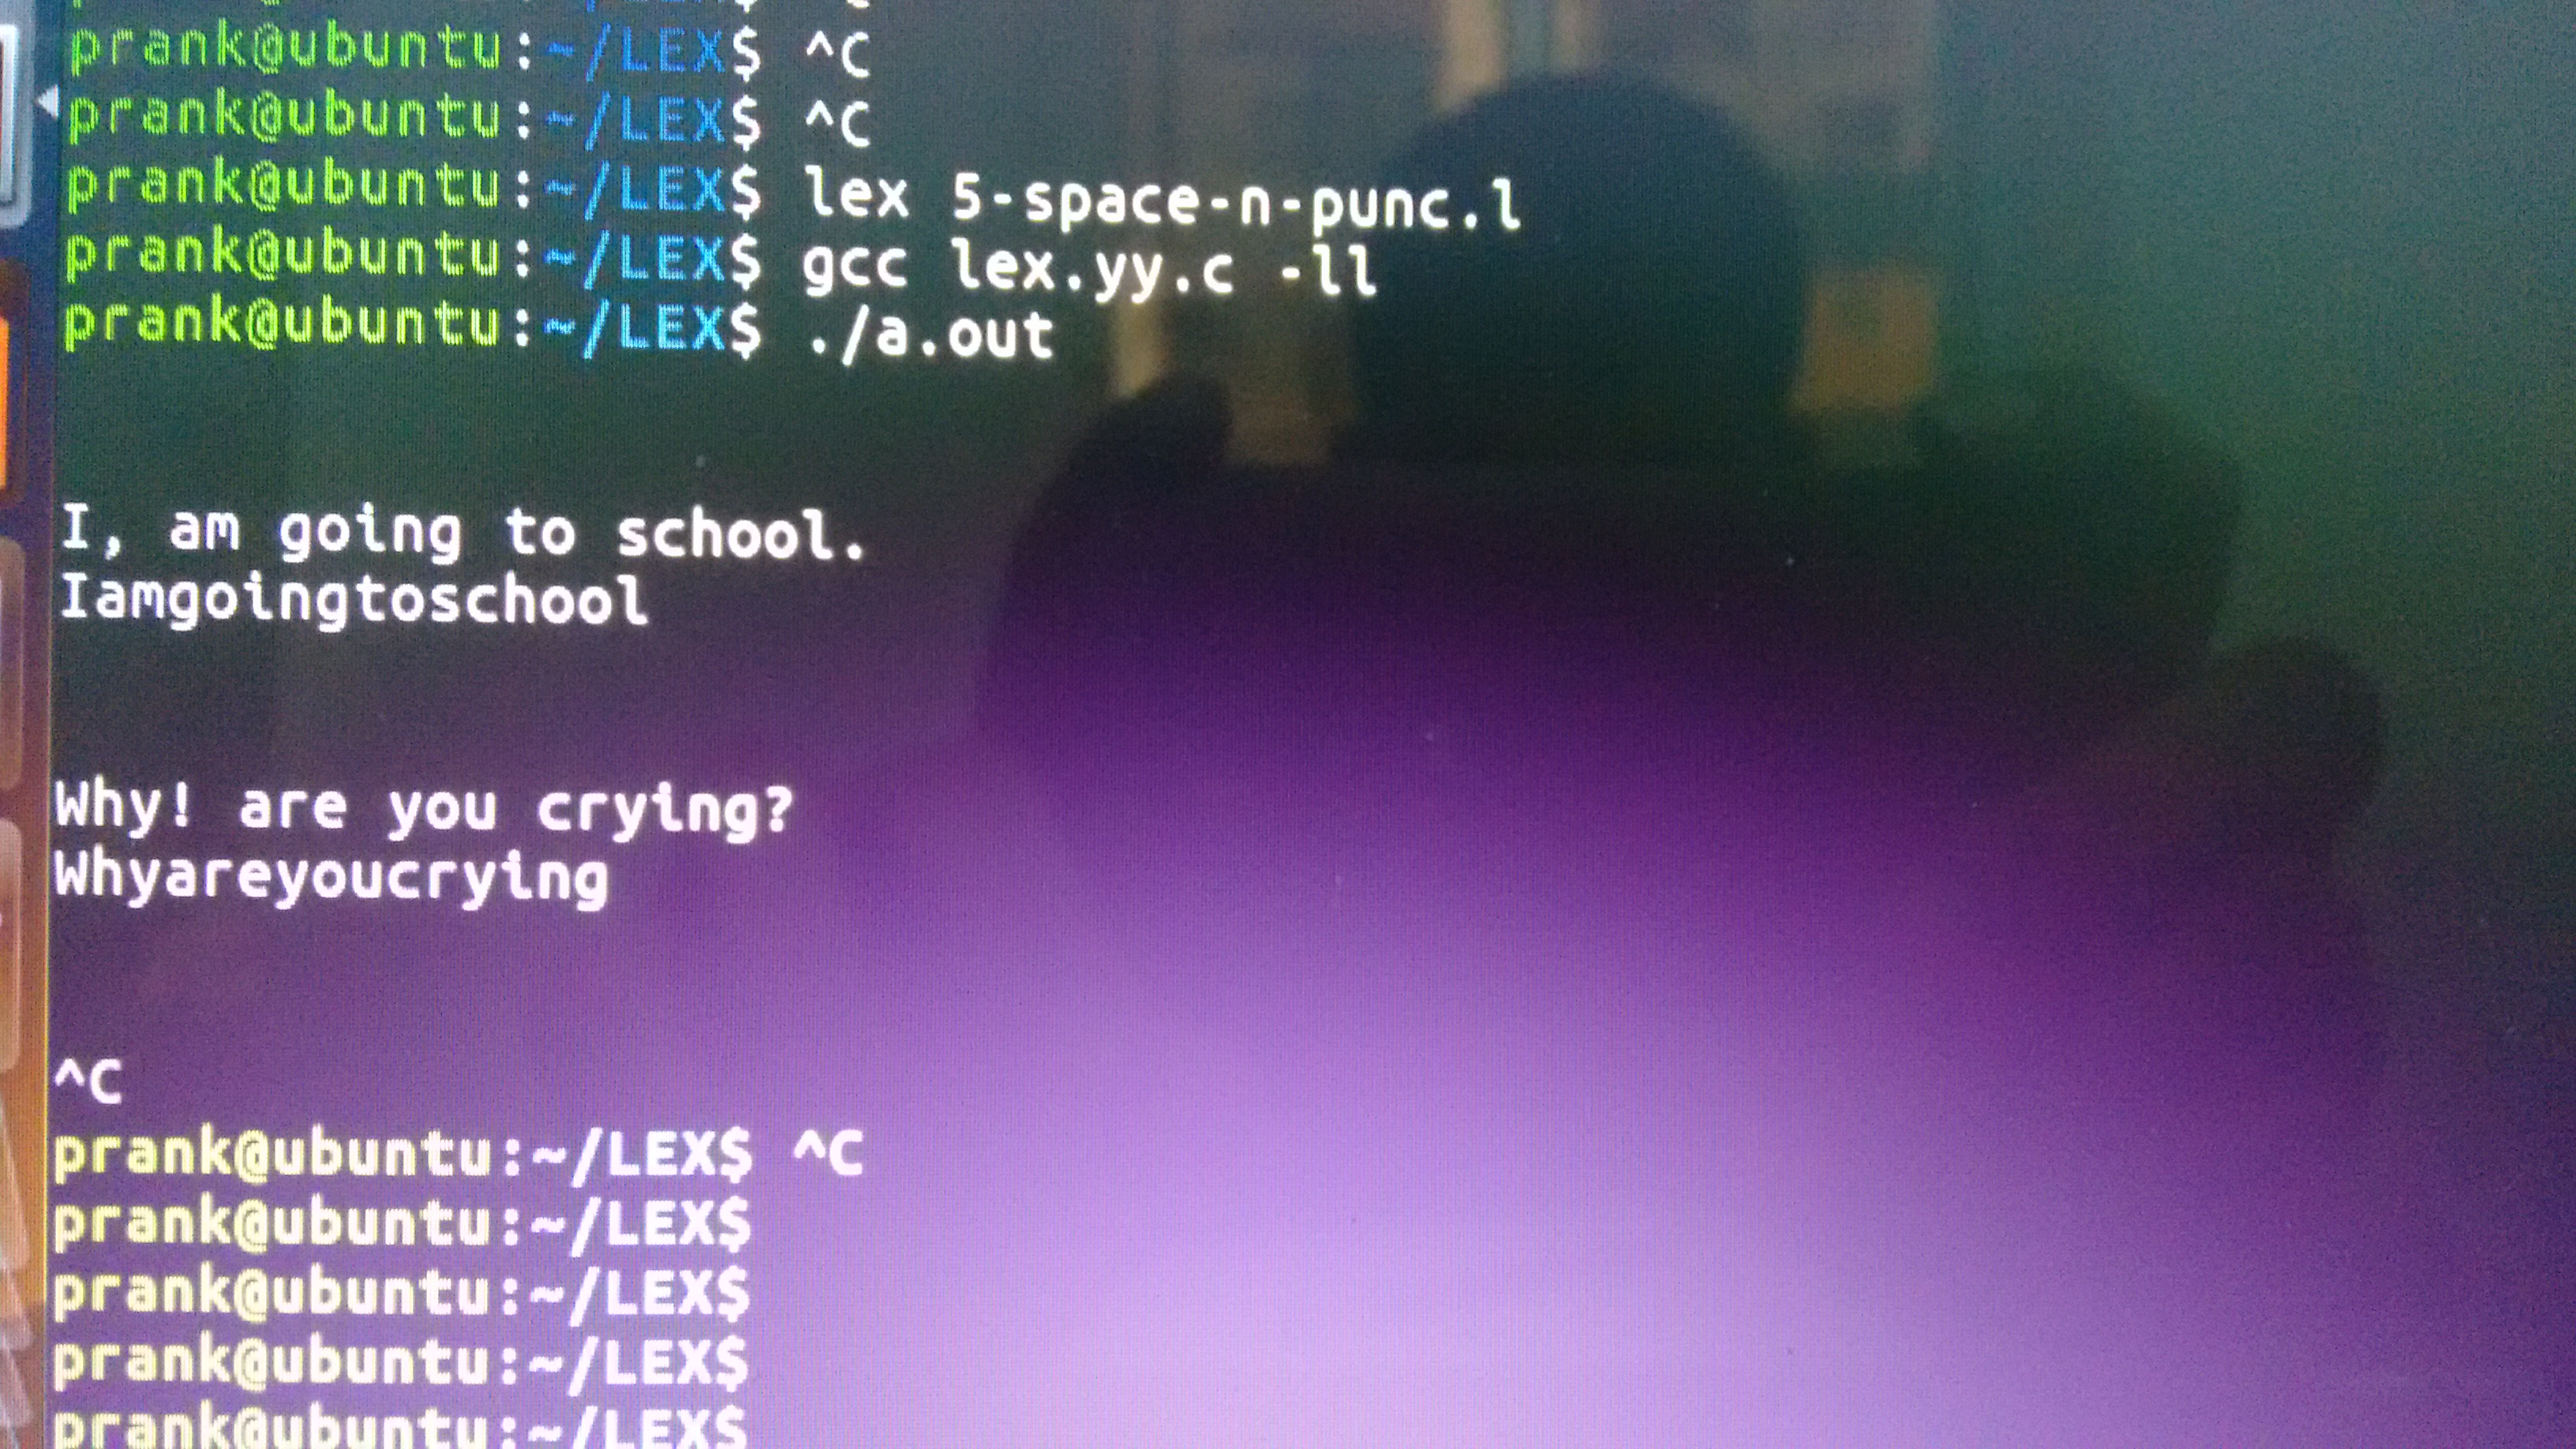 prank@ubuntu:~/LEX$ ^C
prank@ubuntu:~/LEX$ ^C
prank@ubuntu:~/LEX$ lex 5-space-n-punc.l
prank@ubuntu:~/LEX$ gcc lex.yy.c -ll
prank@ubuntu:~/LEX$ ./a.out
I, am going to school.
Iamgoingtoschool
Why! are you crying?
Whyareyoucrying
^C
prank@ubuntu:~/LEX$ ^C
prank@ubuntu:~/LEX$
prank@ubuntu:~/LEX$
prank@ubuntu:~/LEX$
prank@ubuntu:~/LEX$